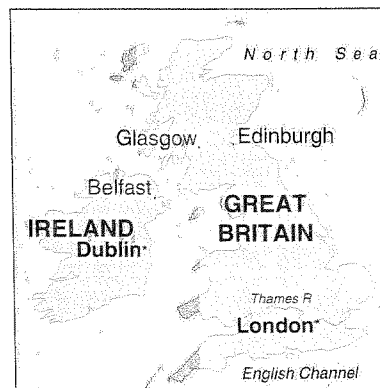 North Sea
Glasgow
Edinburgh
Belfast
GREAT
BRITAIN
IRELAND
Dublin
Thames R
London
English Channel